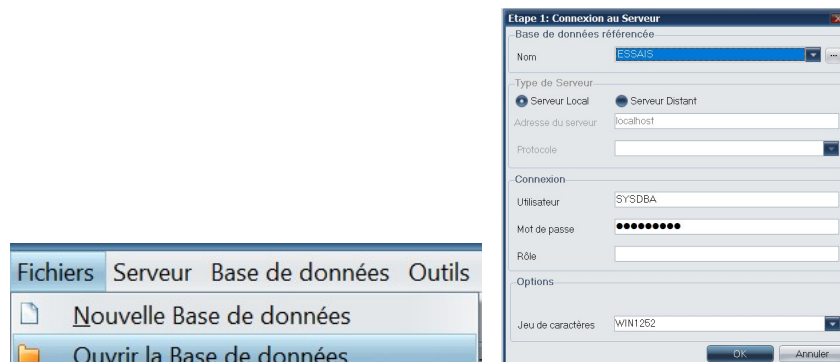 Fichiers Serveur Base de données Outils
Nouvelle Base de données
Ouvrir la Base de données
Etape 1: Connexion au Serveur
Base de données référencée
Nom ESSAIS ...
Type de Serveur
Serveur Local Serveur Distant
Adresse du serveur localhost
Protocole
Connexion
Utilisateur SYSDBA
Mot de passe ●●●●●●●●●
Rôle
Options
Jeu de caractères WIN1252
OK Annuler